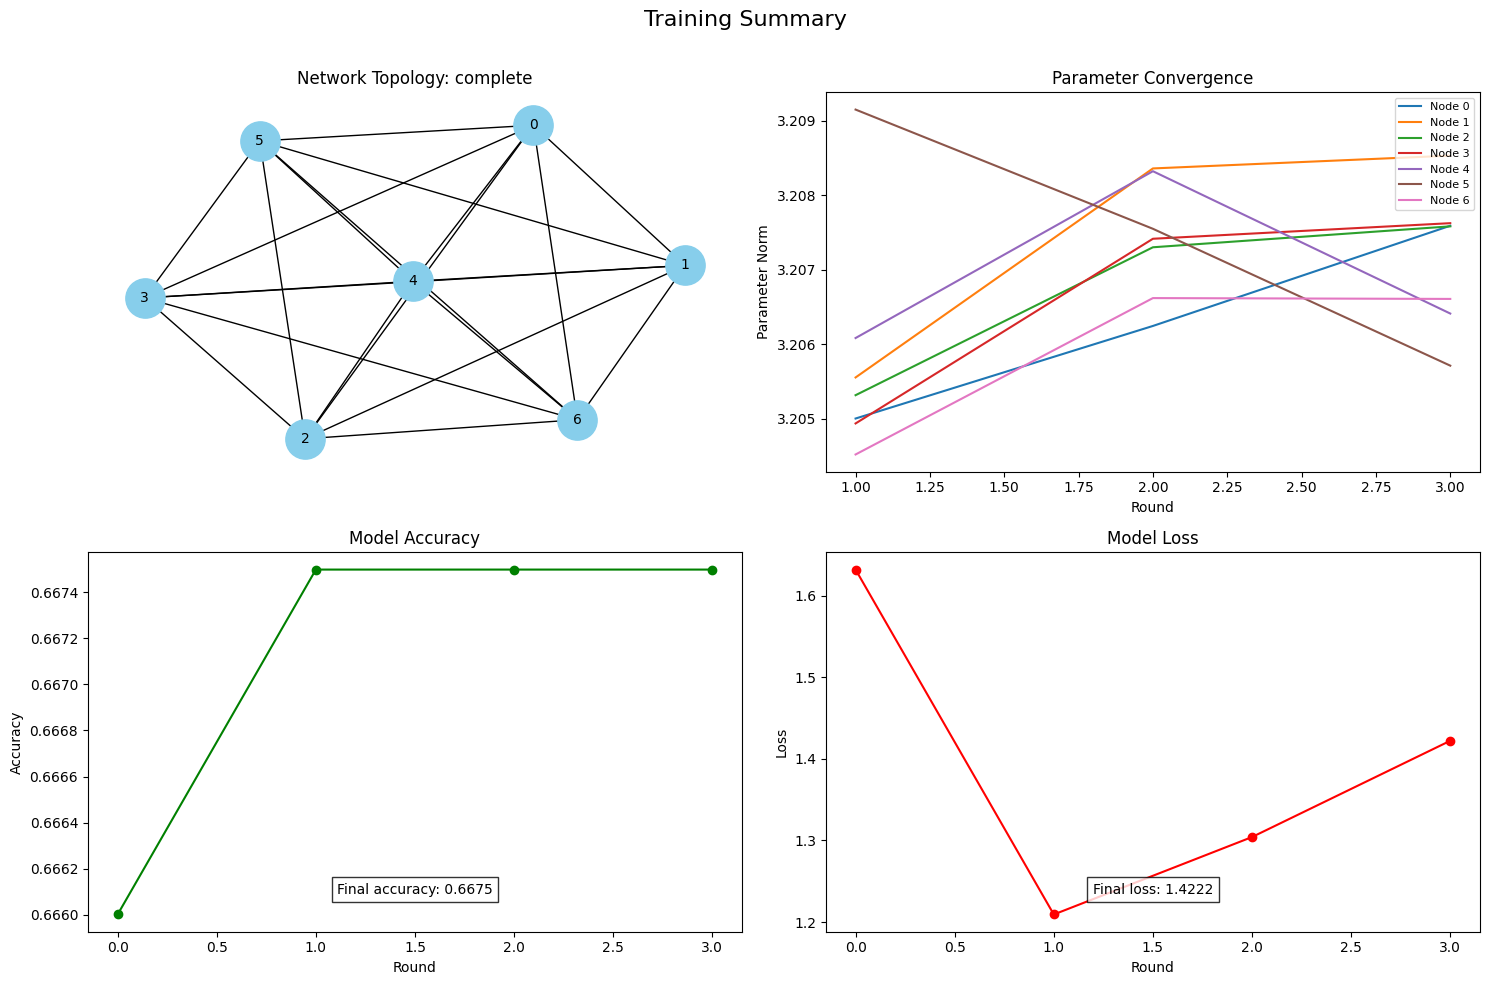 Training Summary
Network Topology: complete
0
5
1
4
3
2
6
Parameter Convergence
Node 0
Node 1
Node 2
Node 3
Node 4
Node 5
Node 6
3.209
3.208
3.207
3.206
3.205
Parameter Norm
1.00 1.25 1.50 1.75 2.00 2.25 2.50 2.75 3.00
Round
Model Accuracy
0.6674
0.6672
0.6670
0.6668
0.6666
0.6664
0.6662
0.6660
Accuracy
Final accuracy: 0.6675
0.0 0.5 1.0 1.5 2.0 2.5 3.0
Round
Model Loss
1.6
1.5
1.4
1.3
1.2
Loss
Final loss: 1.4222
0.0 0.5 1.0 1.5 2.0 2.5 3.0
Round